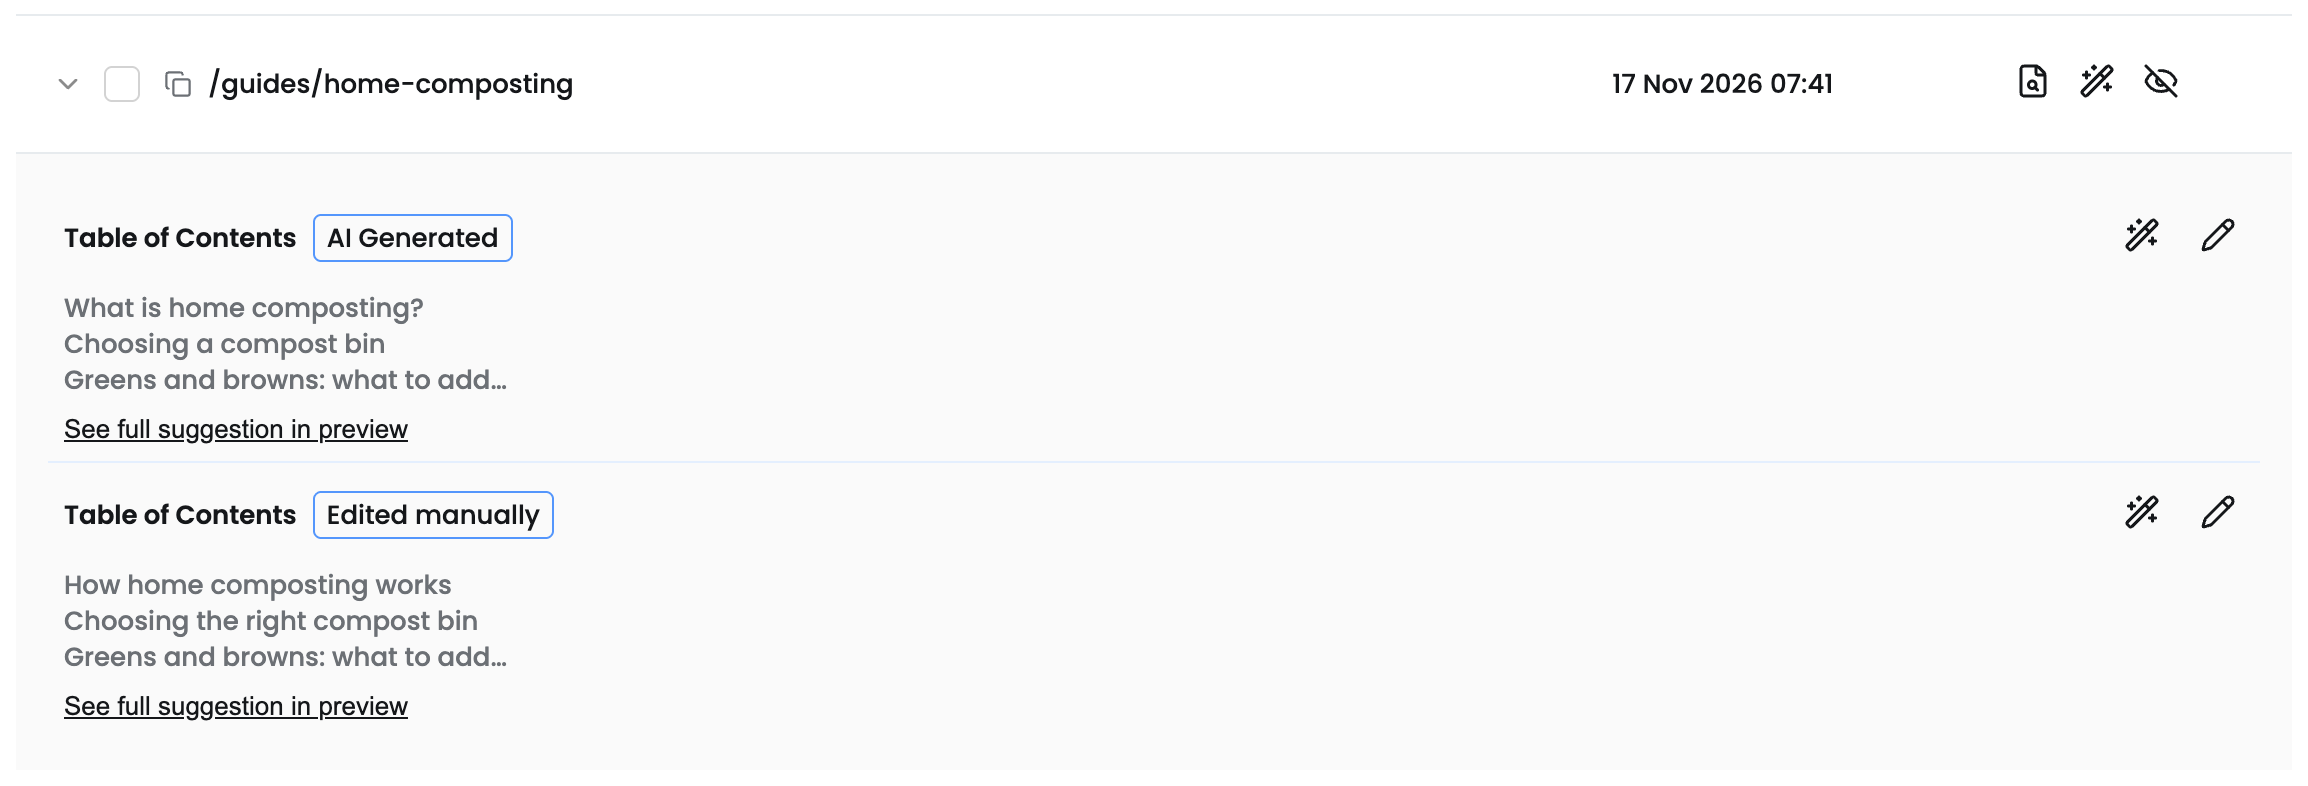 /guides/home-composting 17 Nov 2026 07:41
Table of Contents AI Generated
What is home composting?
Choosing a compost bin
Greens and browns: what to add...
See full suggestion in preview
Table of Contents Edited manually
How home composting works
Choosing the right compost bin
Greens and browns: what to add...
See full suggestion in preview